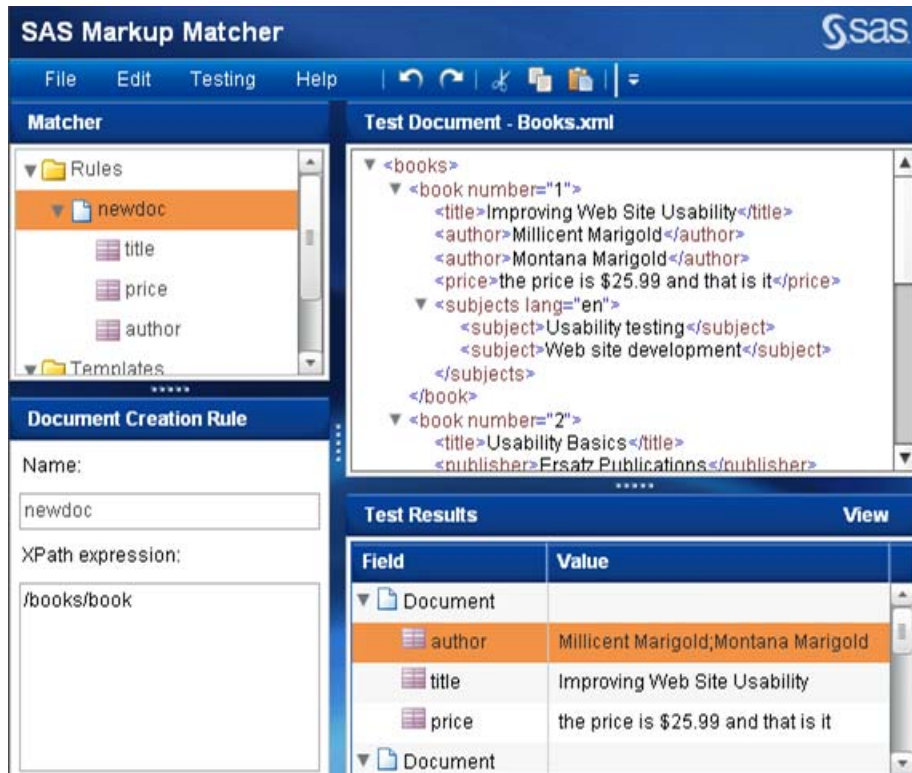 SAS Markup Matcher
sas
File Edit Testing Help
Matcher
Rules
newdoc
title
price
author
Templates
Document Creation Rule
Name:
newdoc
XPath expression:
/books/book
Test Document - Books.xml
<books>
<book number="1">
<title>Improving Web Site Usability</title>
<author>Millicent Marigold</author>
<author>Montana Marigold</author>
<price>the price is $25.99 and that is it</price>
<subjects lang="en">
<subject>Usability testing</subject>
<subject>Web site development</subject>
</subjects>
</book>
<book number="2">
<title>Usability Basics</title>
<publisher>Ersatz Publications</publisher>
Test Results View
Field Value
Document
author Millicent Marigold;Montana Marigold
title Improving Web Site Usability
price the price is $25.99 and that is it
Document